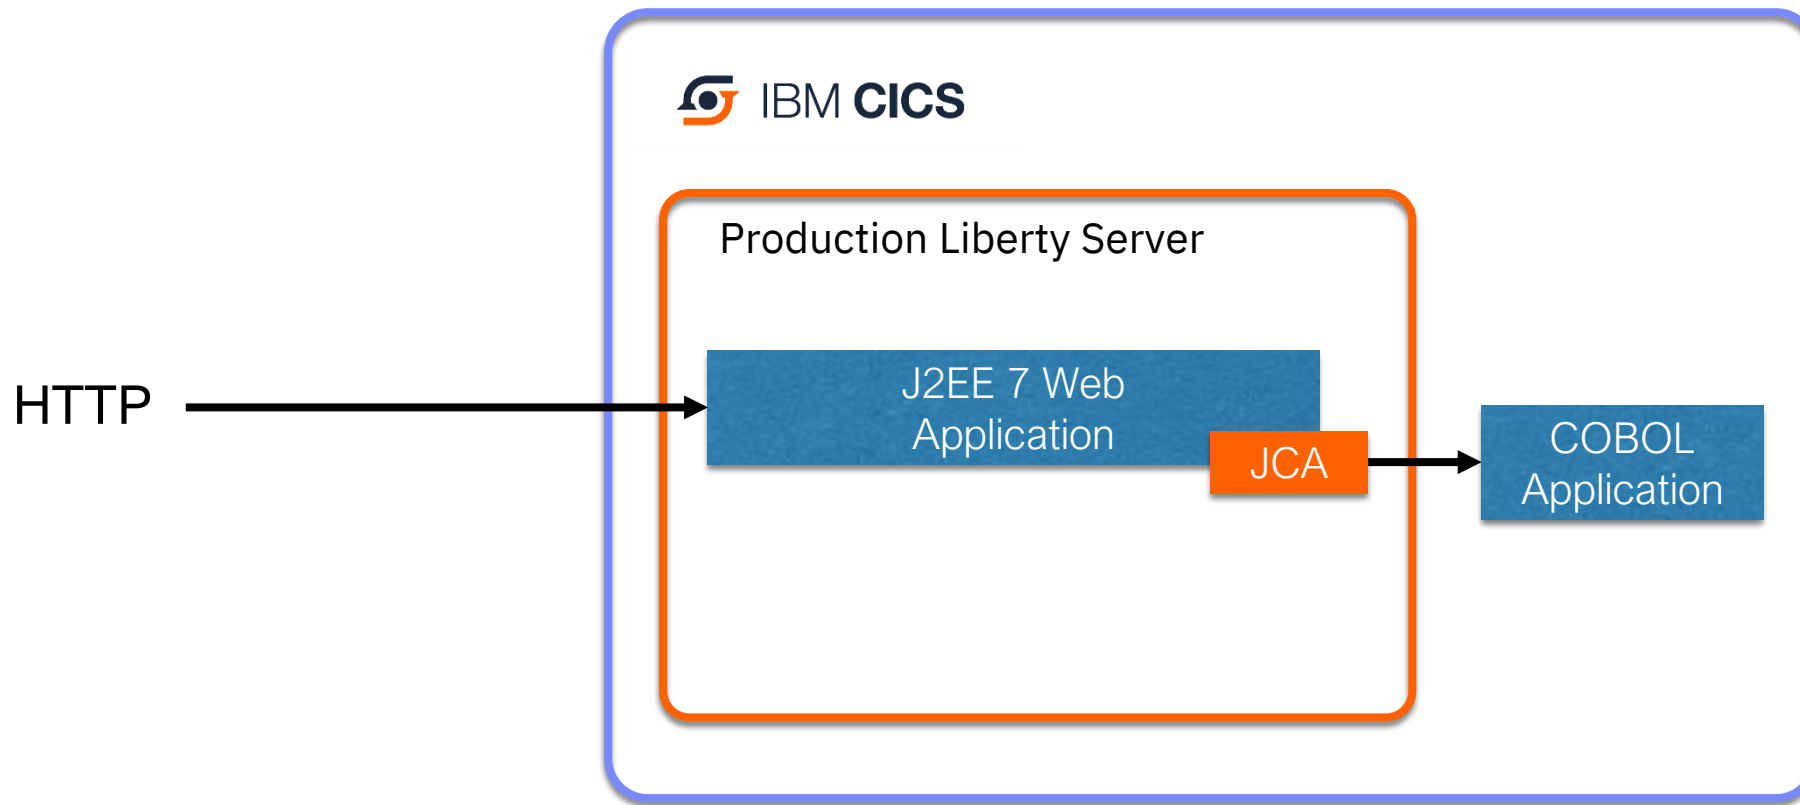 IBM CICS
Production Liberty Server
HTTP
J2EE 7 Web
Application
JCA
COBOL
Application